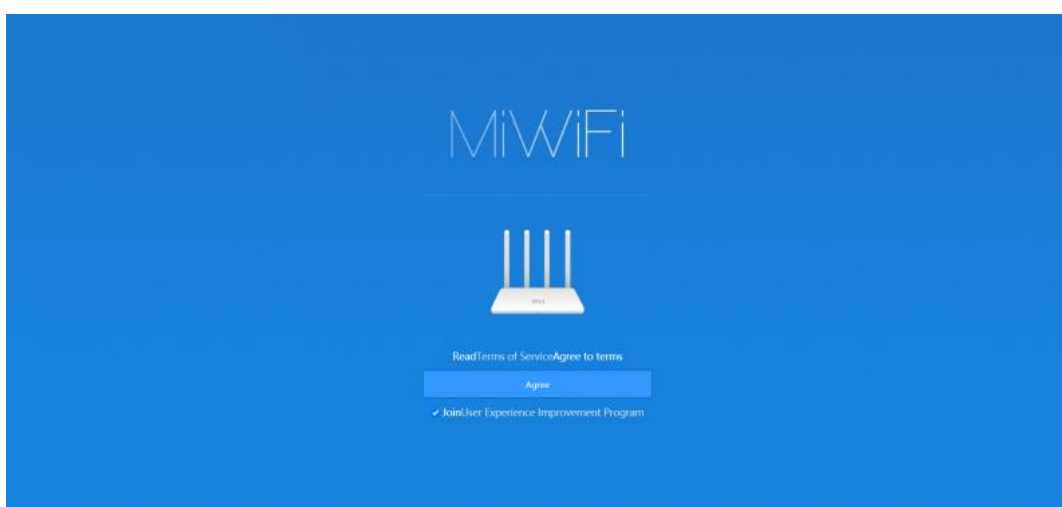 MiWiFi
ReadTerms of ServiceAgree to terms
Agree
JoinUser Experience Improvement Program